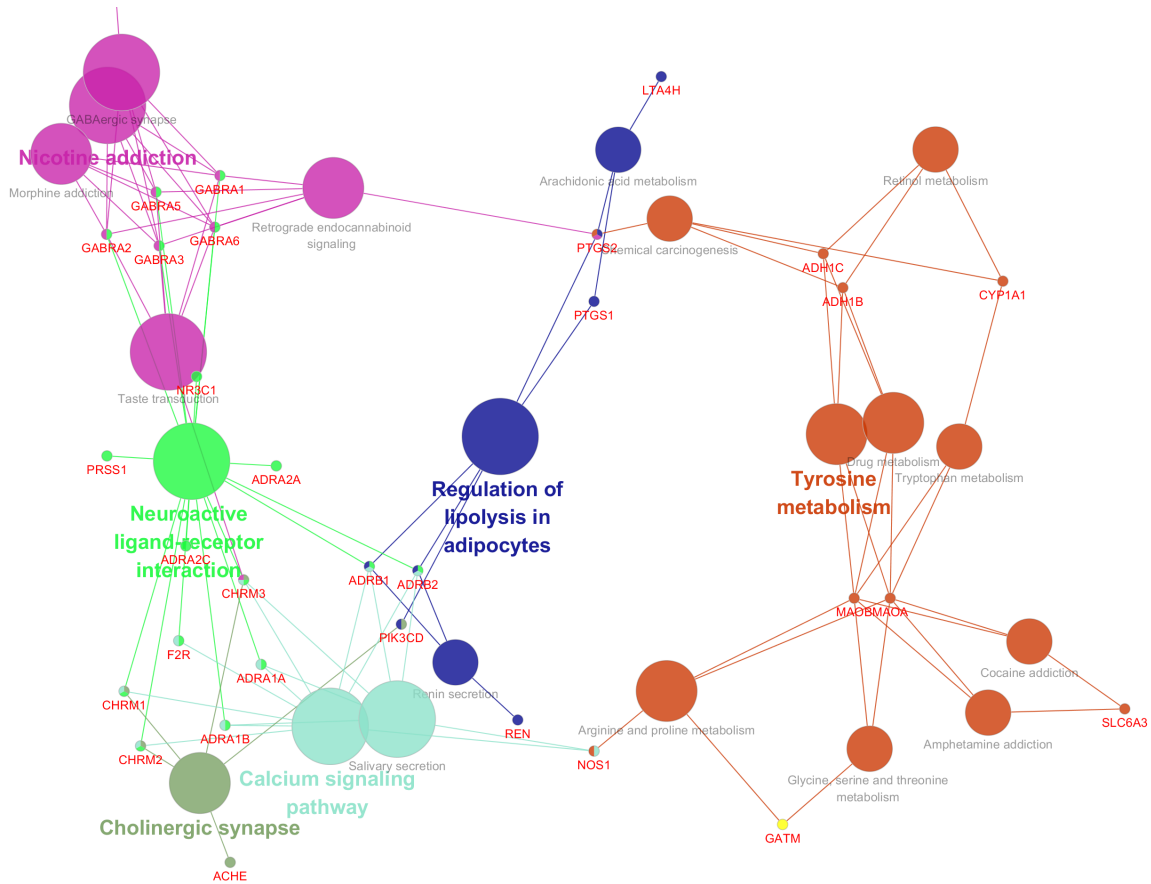 LTA4H
GABAergic synapse
Nicotine addiction
Morphine addiction
GABRA1
GABRA5
GABRA2
GABRA3
GABRA6
Retrograde endocannabinoid
signaling
Arachidonic acid metabolism
Retinol metabolism
PTGS2
Chemical carcinogenesis
ADH1C
ADH1B
CYP1A1
PTGS1
NR3C1
Taste transduction
PRSS1
ADRA2A
Drug metabolism
Tryptophan metabolism
Tyrosine
metabolism
Regulation of
lipolysis in
adipocytes
Neuroactive
ligand-receptor
interaction
ADRA2C
CHRM3
ADRB1
ADRB2
PIK3CD
MAOB
MAOA
F2R
ADRA1A
Renin secretion
REN
Cocaine addiction
CHRM1
ADRA1B
CHRM2
Salivary secretion
Calcium signaling
pathway
NOS1
Arginine and proline metabolism
Amphetamine addiction
SLC6A3
Glycine, serine and threonine
metabolism
Cholinergic synapse
GATM
ACHE